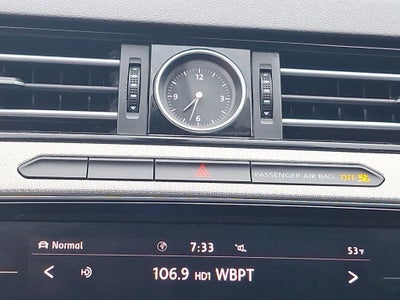 12
9 3
6
PASSENGER AIR BAG OFF
Normal 7:33 53°F
106.9 HD1 WBPT